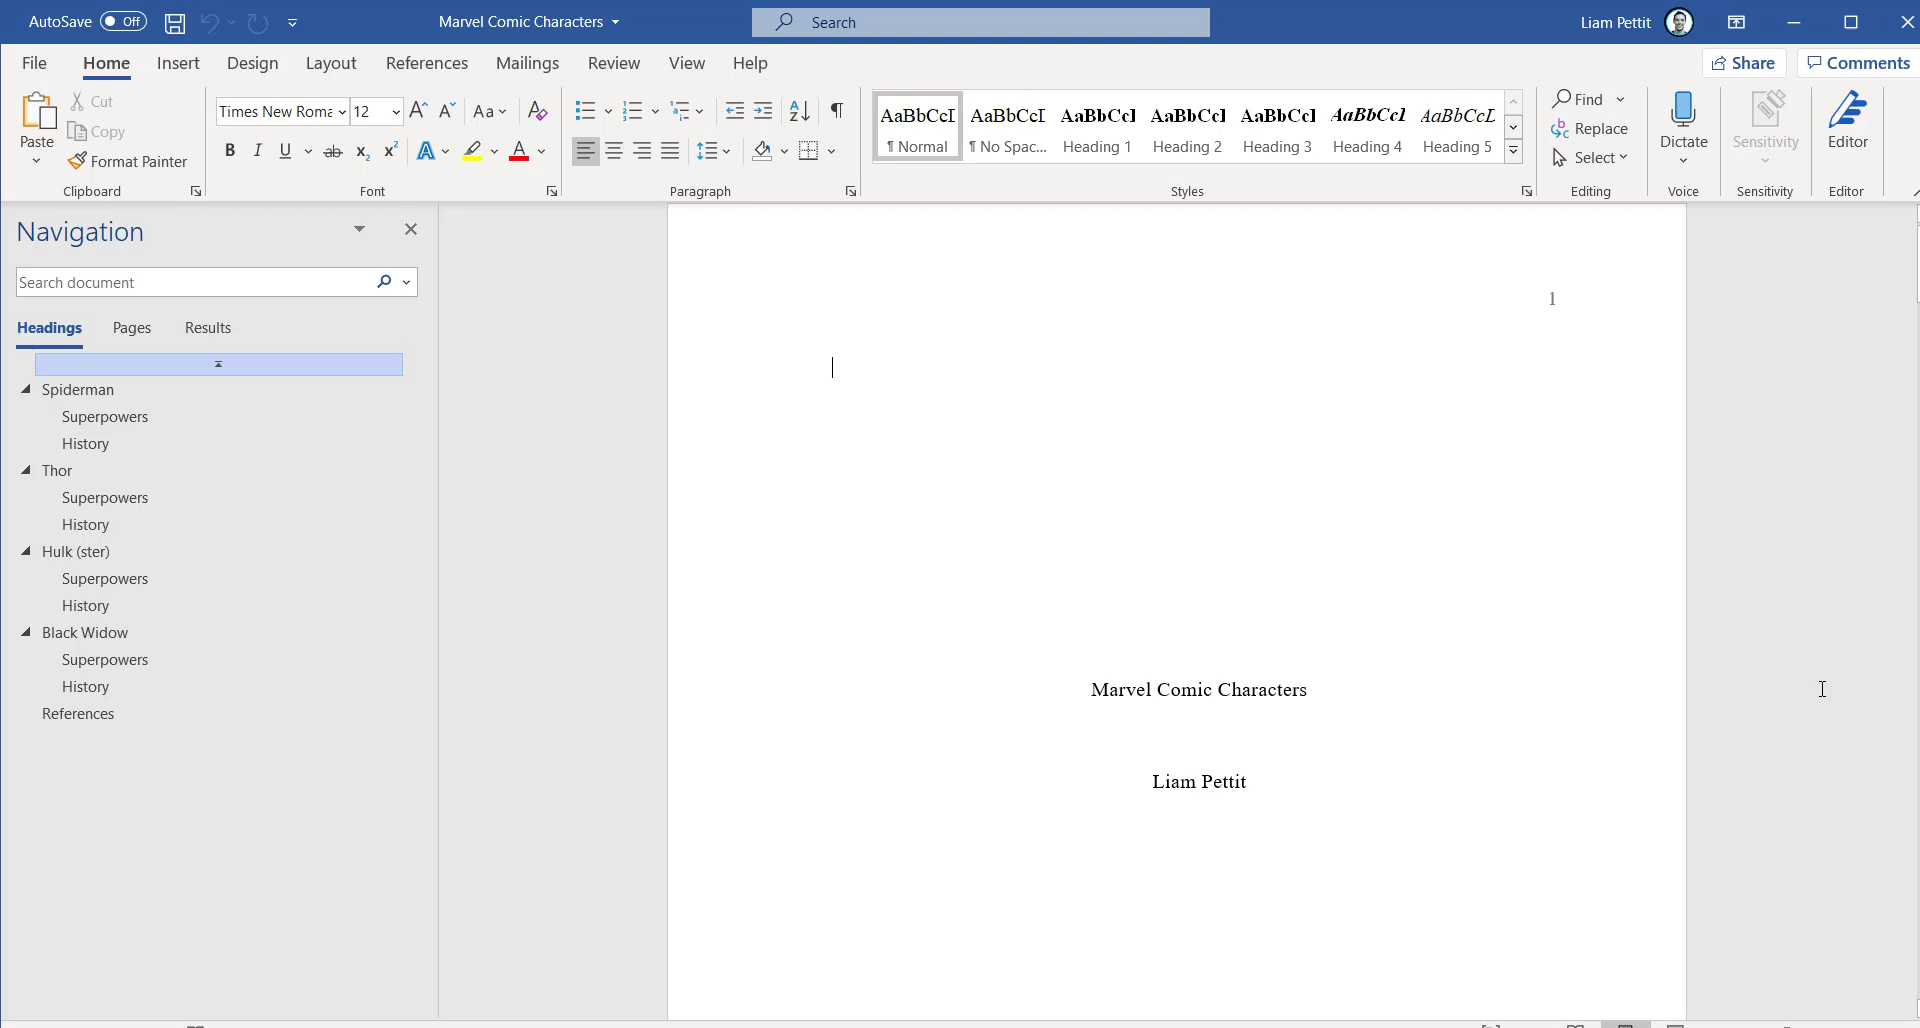 AutoSave Off
Marvel Comic Characters
Search
Liam Pettit
File Home Insert Design Layout References Mailings Review View Help
Share Comments
Paste
Cut
Copy
Format Painter
Clipboard
Times New Roma 12
Aa
B I U ab x2 x2 A A
Font
A Z ¶
Paragraph
AaBbCcI AaBbCcI AaBbCcI AaBbCcI AaBbCcI AaBbCcI AaBbCcL
¶ Normal ¶ No Spac... Heading 1 Heading 2 Heading 3 Heading 4 Heading 5
Styles
Find
Replace
Select
Editing
Dictate
Voice
Sensitivity
Sensitivity
Editor
Editor
Navigation
Search document
Headings Pages Results
Spiderman
Superpowers
History
Thor
Superpowers
History
Hulk (ster)
Superpowers
History
Black Widow
Superpowers
History
References
1
Marvel Comic Characters
Liam Pettit